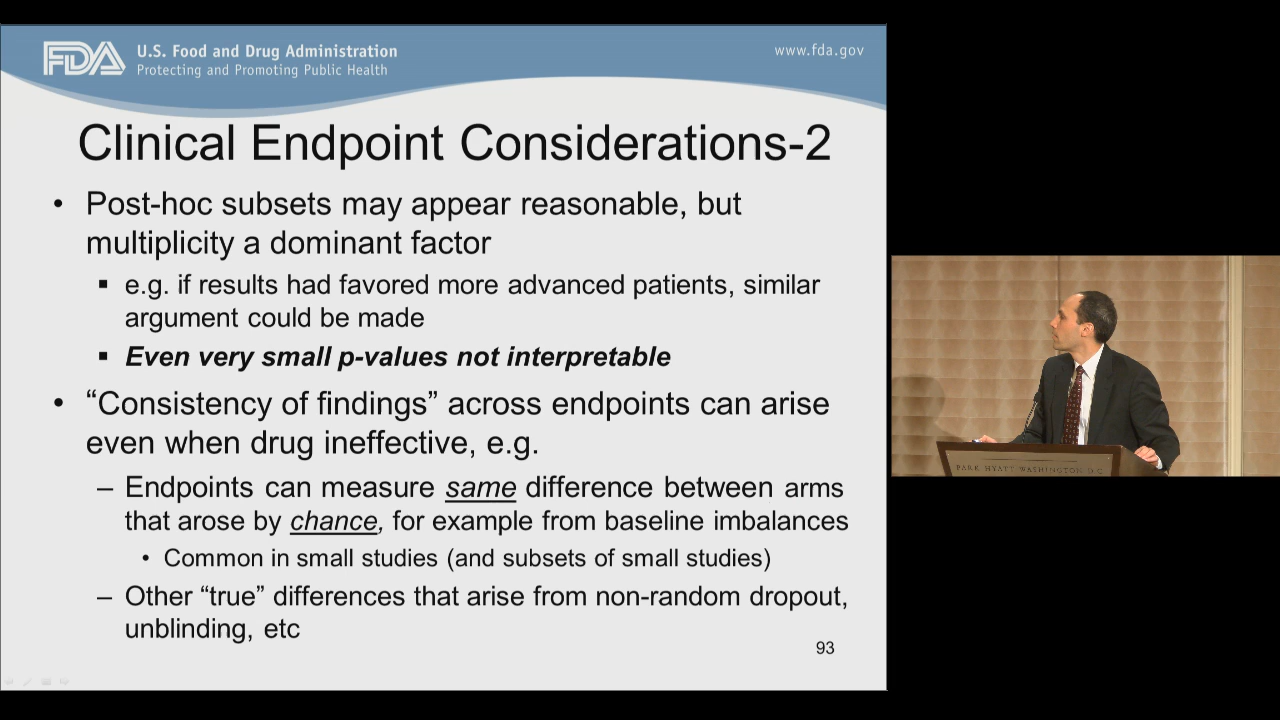 FDA
U.S. Food and Drug Administration
Protecting and Promoting Public Health
www.fda.gov
Clinical Endpoint Considerations-2
• Post-hoc subsets may appear reasonable, but
multiplicity a dominant factor
▪ e.g. if results had favored more advanced patients, similar
argument could be made
▪ Even very small p-values not interpretable
• “Consistency of findings” across endpoints can arise
even when drug ineffective, e.g.
– Endpoints can measure same difference between arms
that arose by chance, for example from baseline imbalances
• Common in small studies (and subsets of small studies)
– Other “true” differences that arise from non-random dropout,
unblinding, etc
93
PARK HYATT WASHINGTON, D.C.